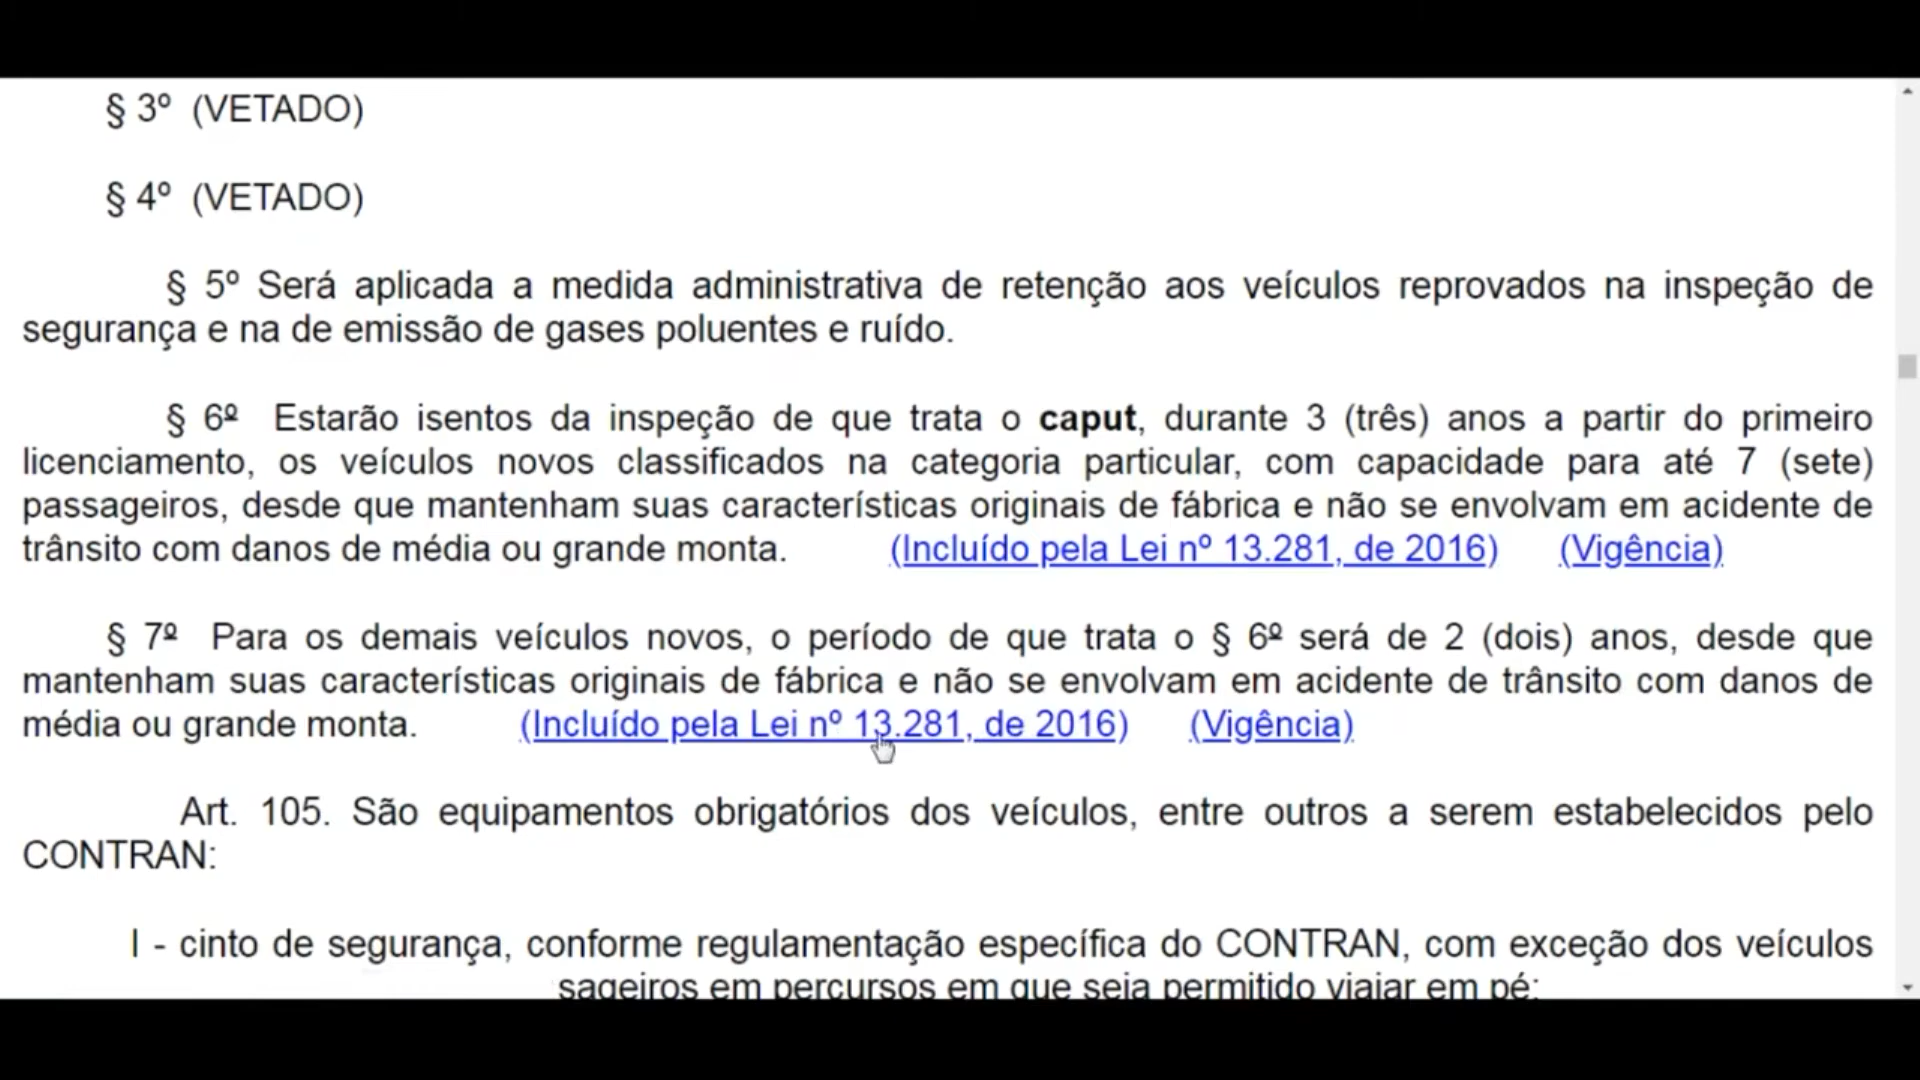 § 3º (VETADO)
§ 4º (VETADO)
§ 5º Será aplicada a medida administrativa de retenção aos veículos reprovados na inspeção de
segurança e na de emissão de gases poluentes e ruído.
§ 6º Estarão isentos da inspeção de que trata o caput, durante 3 (três) anos a partir do primeiro
licenciamento, os veículos novos classificados na categoria particular, com capacidade para até 7 (sete)
passageiros, desde que mantenham suas características originais de fábrica e não se envolvam em acidente de
trânsito com danos de média ou grande monta. (Incluído pela Lei nº 13.281, de 2016) (Vigência)
§ 7º Para os demais veículos novos, o período de que trata o § 6º será de 2 (dois) anos, desde que
mantenham suas características originais de fábrica e não se envolvam em acidente de trânsito com danos de
média ou grande monta. (Incluído pela Lei nº 13.281, de 2016) (Vigência)
Art. 105. São equipamentos obrigatórios dos veículos, entre outros a serem estabelecidos pelo
CONTRAN:
I - cinto de segurança, conforme regulamentação específica do CONTRAN, com exceção dos veículos
sageiros em percursos em que seja permitido viajar em pé;